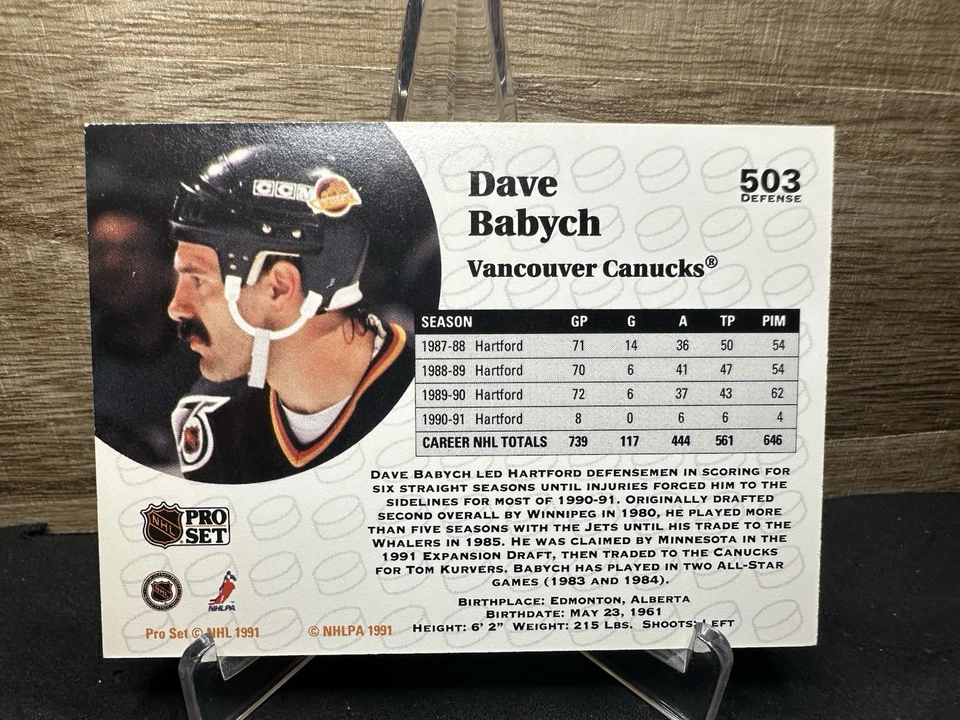 CCM
75
Dave
Babych
Vancouver Canucks®
503
DEFENSE
SEASON GP G A TP PIM
1987-88 Hartford 71 14 36 50 54
1988-89 Hartford 70 6 41 47 54
1989-90 Hartford 72 6 37 43 62
1990-91 Hartford 8 0 6 6 4
CAREER NHL TOTALS 739 117 444 561 646
DAVE BABYCH LED HARTFORD DEFENSEMEN IN SCORING FOR
SIX STRAIGHT SEASONS UNTIL INJURIES FORCED HIM TO THE
SIDELINES FOR MOST OF 1990-91. ORIGINALLY DRAFTED
SECOND OVERALL BY WINNIPEG IN 1980, HE PLAYED MORE
THAN FIVE SEASONS WITH THE JETS UNTIL HIS TRADE TO THE
WHALERS IN 1985. HE WAS CLAIMED BY MINNESOTA IN THE
1991 EXPANSION DRAFT, THEN TRADED TO THE CANUCKS
FOR TOM KURVERS. BABYCH HAS PLAYED IN TWO ALL-STAR
GAMES (1983 AND 1984).
BIRTHPLACE: EDMONTON, ALBERTA
BIRTHDATE: MAY 23, 1961
HEIGHT: 6' 2" WEIGHT: 215 LBS. SHOOTS: LEFT
NHL PRO SET
NHLPA
Pro Set © NHL 1991 © NHLPA 1991